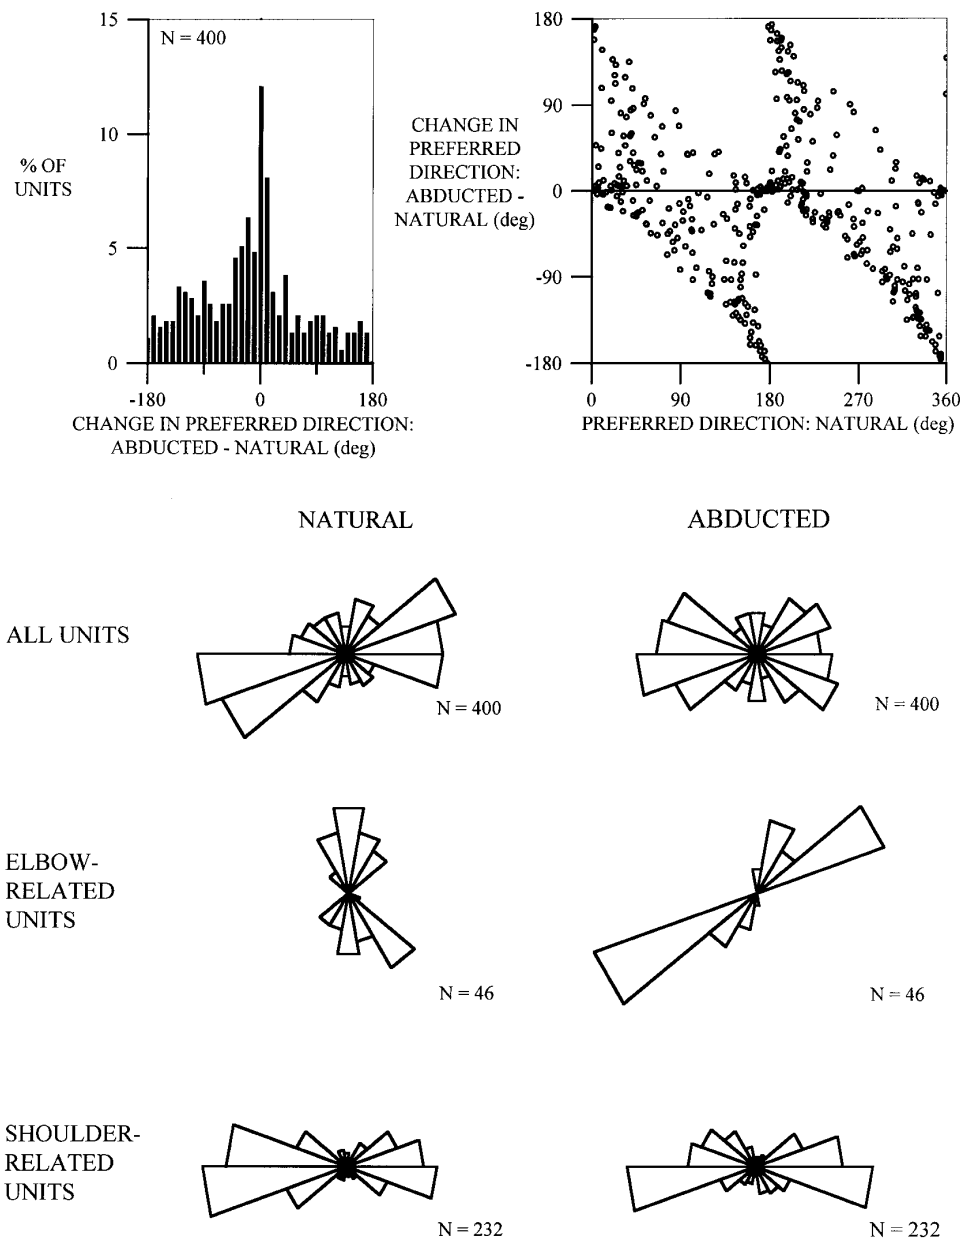 15
N = 400
10
% OF
UNITS
5
0
-180
0
180
CHANGE IN PREFERRED DIRECTION:
ABDUCTED - NATURAL (deg)
180
90
CHANGE IN
PREFERRED
DIRECTION:
ABDUCTED -
NATURAL (deg)
0
-90
-180
0
90
180
270
360
PREFERRED DIRECTION: NATURAL (deg)
NATURAL
ABDUCTED
ALL UNITS
N = 400
N = 400
ELBOW-
RELATED
UNITS
N = 46
N = 46
SHOULDER-
RELATED
UNITS
N = 232
N = 232